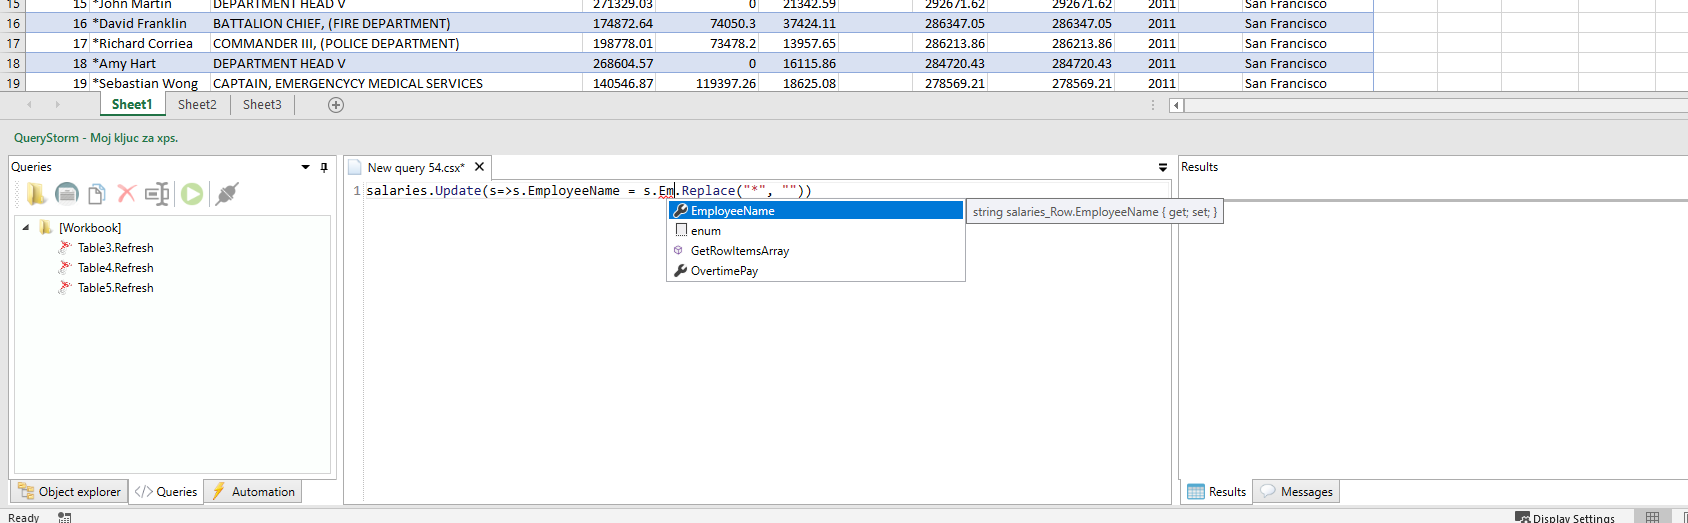 15 15 *John Martin DEPARTMENT HEAD V 271329.03 0 21342.59 292671.62 292671.62 2011 San Francisco
16 16 *David Franklin BATTALION CHIEF, (FIRE DEPARTMENT) 174872.64 74050.3 37424.11 286347.05 286347.05 2011 San Francisco
17 17 *Richard Corriea COMMANDER III, (POLICE DEPARTMENT) 198778.01 73478.2 13957.65 286213.86 286213.86 2011 San Francisco
18 18 *Amy Hart DEPARTMENT HEAD V 268604.57 0 16115.86 284720.43 284720.43 2011 San Francisco
19 19 *Sebastian Wong CAPTAIN, EMERGENCYCY MEDICAL SERVICES 140546.87 119397.26 18625.08 278569.21 278569.21 2011 San Francisco
Sheet1 Sheet2 Sheet3
QueryStorm - Moj kljuc za xps.
Queries
New query 54.csx*
Results
1 salaries.Update(s=>s.EmployeeName = s.Em.Replace("*", ""))
EmployeeName
string salaries_Row.EmployeeName { get; set; }
enum
GetRowItemsArray
OvertimePay
[Workbook]
Table3.Refresh
Table4.Refresh
Table5.Refresh
Object explorer </> Queries Automation
Results Messages
Ready
Display Settings